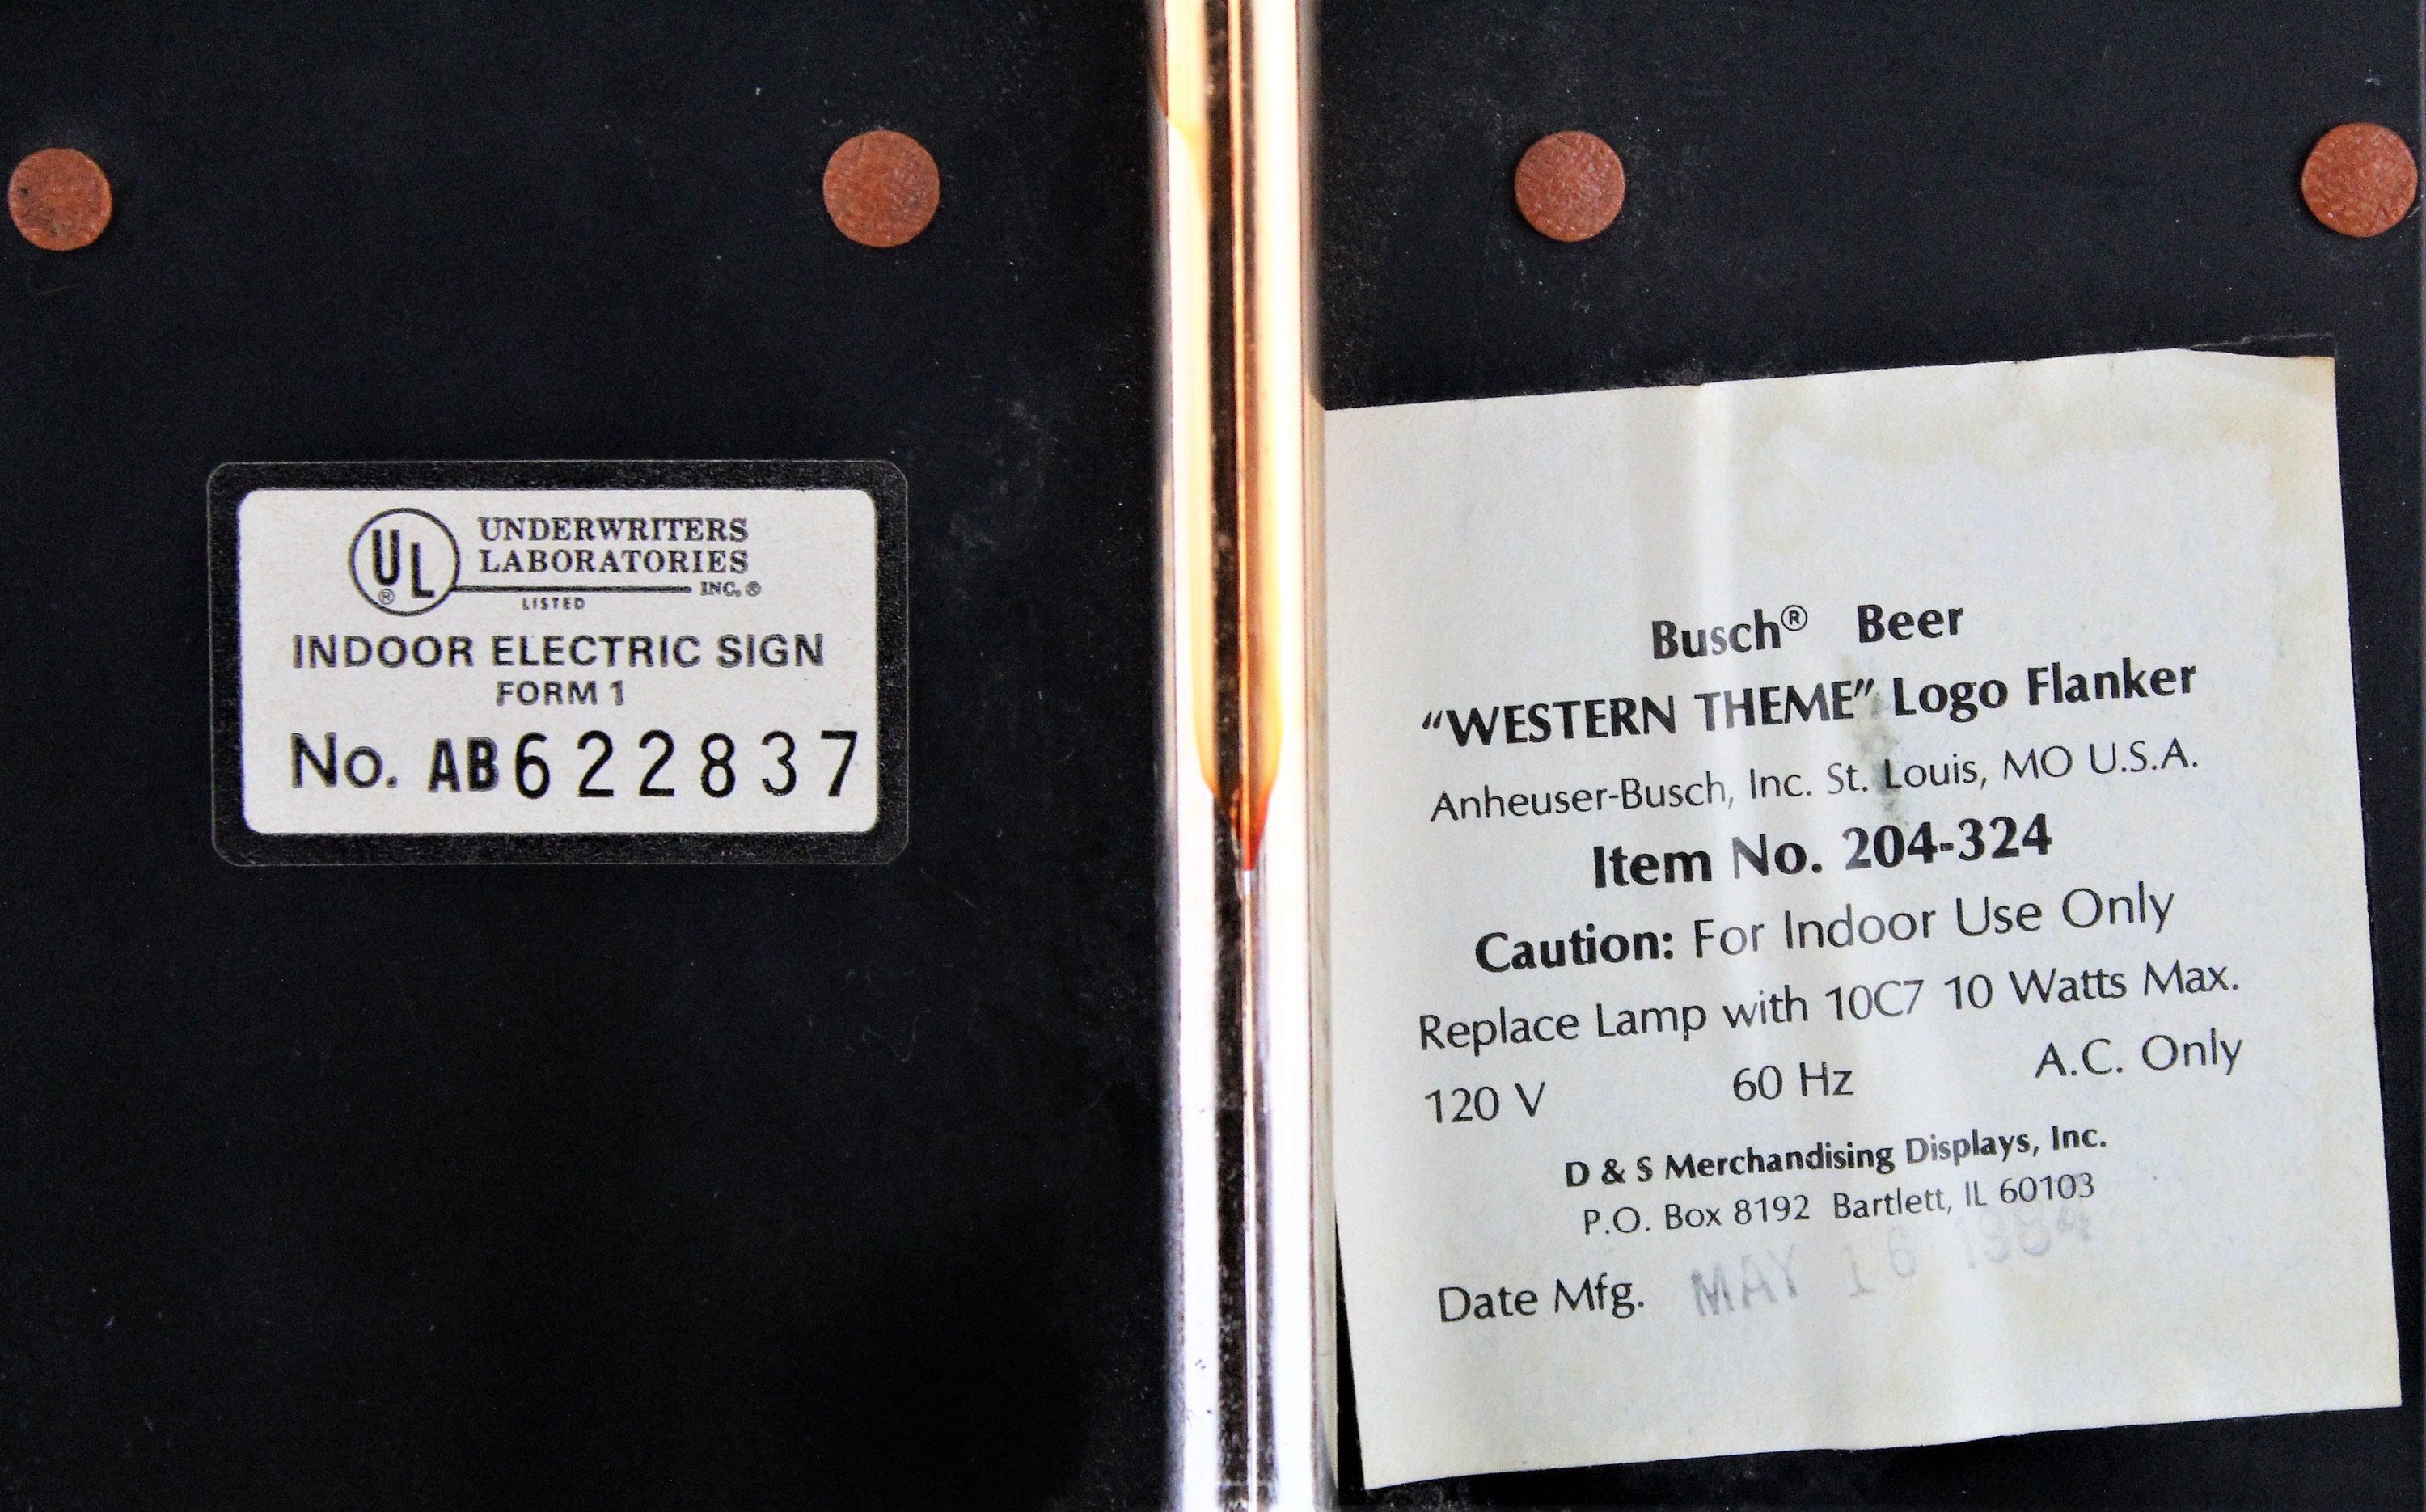 UL ®
UNDERWRITERS
LABORATORIES
INC.®
LISTED
INDOOR ELECTRIC SIGN
FORM 1
No. AB622837
Busch® Beer
“WESTERN THEME” Logo Flanker
Anheuser-Busch, Inc. St. Louis, MO U.S.A.
Item No. 204-324
Caution: For Indoor Use Only
Replace Lamp with 10C7 10 Watts Max.
120 V 60 Hz A.C. Only
D & S Merchandising Displays, Inc.
P.O. Box 8192 Bartlett, IL 60103
Date Mfg. MAY 16 1984